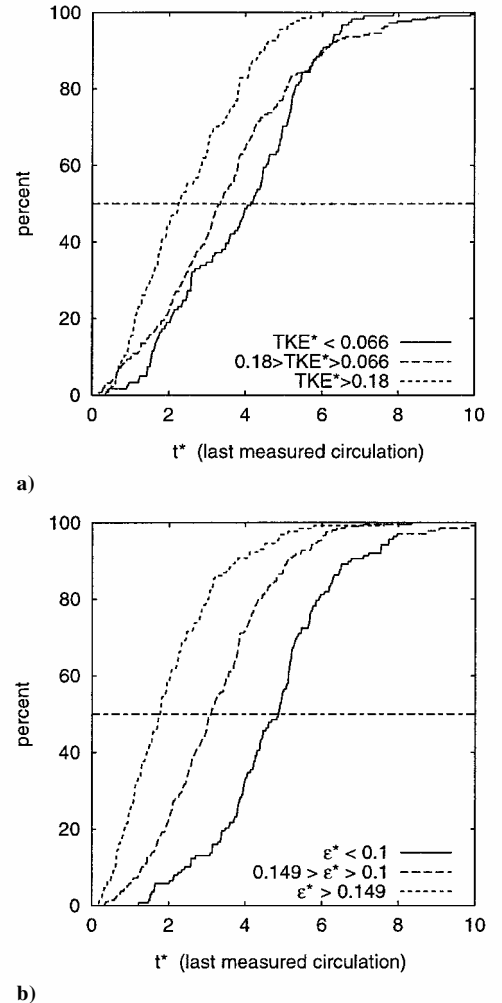 100
80
60
40
20
0
percent
TKE* < 0.066
0.18>TKE*>0.066
TKE*>0.18
0 2 4 6 8 10
t* (last measured circulation)
a)
100
80
60
40
20
0
percent
ε* < 0.1
0.149 > ε* > 0.1
ε* > 0.149
0 2 4 6 8 10
t* (last measured circulation)
b)